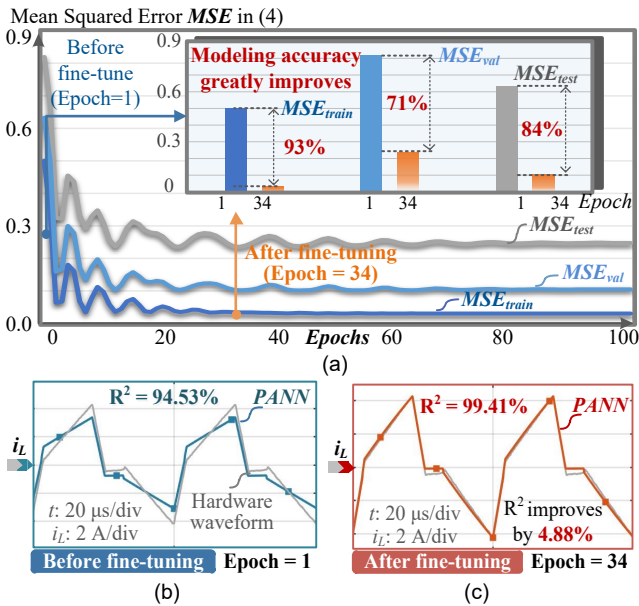 Mean Squared Error MSE in (4)
0.9
0.6
0.3
0.0
Before
fine-tune
(Epoch=1)
0.9
0.6
0.3
0
Modeling accuracy
greatly improves
MSEtrain
93%
MSEval
71%
MSEtest
84%
1 34
1 34
1 34
Epoch
After fine-tuning
(Epoch = 34)
MSEtest
MSEval
MSEtrain
0 20 40 60 80 100
Epochs
(a)
R² = 94.53%
PANN
iL
Hardware
waveform
t: 20 μs/div
iL: 2 A/div
Before fine-tuning Epoch = 1
(b)
R² = 99.41%
PANN
iL
t: 20 μs/div
iL: 2 A/div
R² improves
by 4.88%
After fine-tuning Epoch = 34
(c)